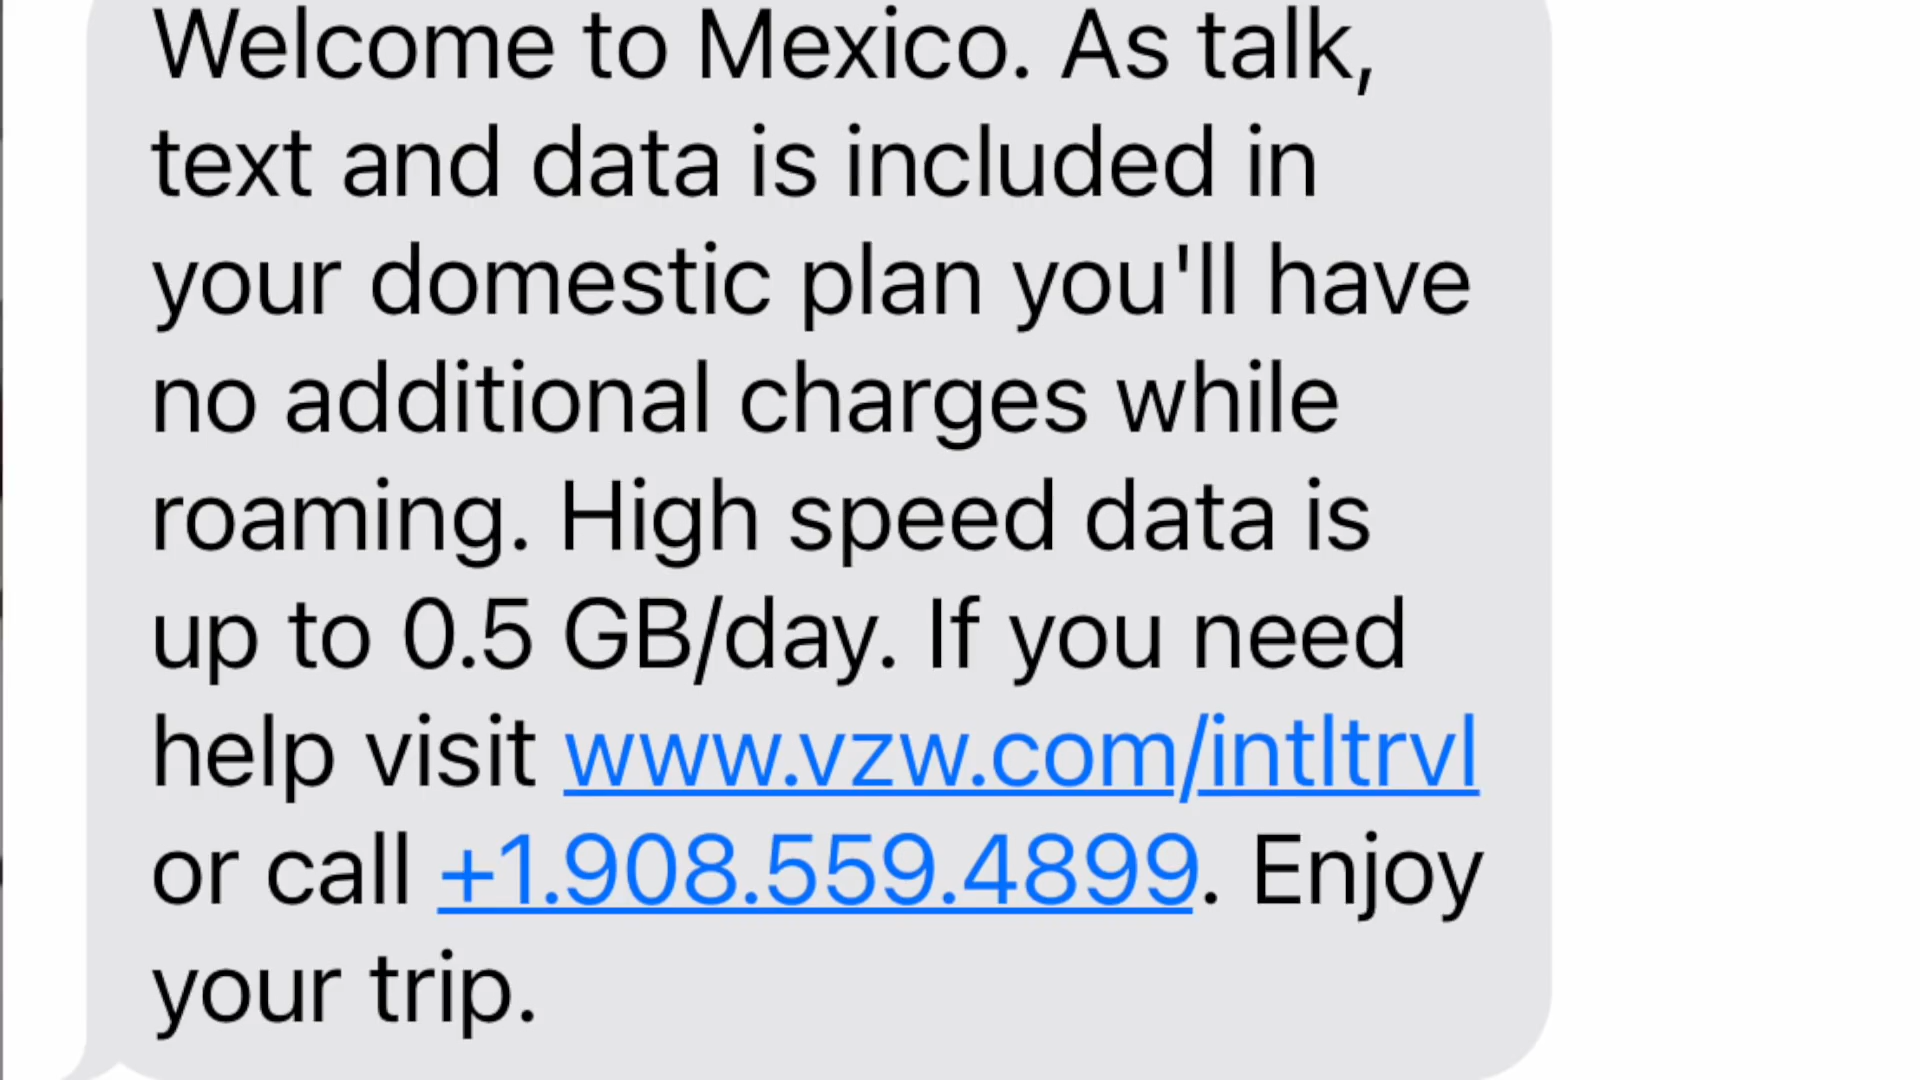 Welcome to Mexico. As talk,
text and data is included in
your domestic plan you'll have
no additional charges while
roaming. High speed data is
up to 0.5 GB/day. If you need
help visit www.vzw.com/intltrvl
or call +1.908.559.4899. Enjoy
your trip.